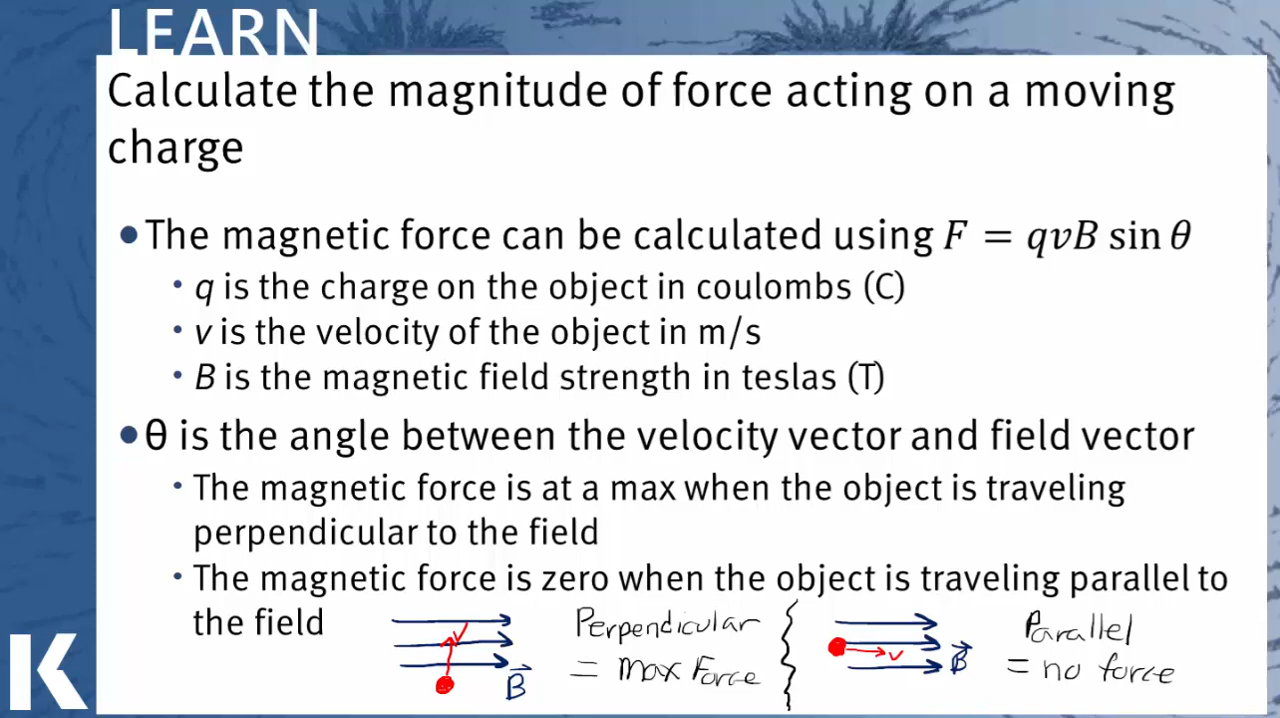 LEARN
Calculate the magnitude of force acting on a moving
charge
• The magnetic force can be calculated using F = qvB sin θ
• q is the charge on the object in coulombs (C)
• v is the velocity of the object in m/s
• B is the magnetic field strength in teslas (T)
• θ is the angle between the velocity vector and field vector
• The magnetic force is at a max when the object is traveling
perpendicular to the field
• The magnetic force is zero when the object is traveling parallel to
the field
v
B⃗
Perpendicular
= max Force
v
B⃗
Parallel
= no force
K